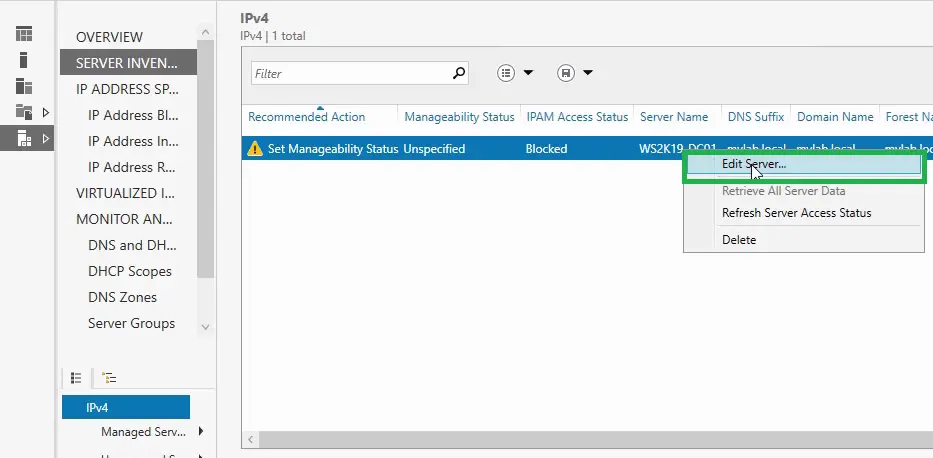 IPv4
IPv4 | 1 total
OVERVIEW
SERVER INVEN...
IP ADDRESS SP...
IP Address Bl...
IP Address In...
IP Address R...
VIRTUALIZED I...
MONITOR AN...
DNS and DH...
DHCP Scopes
DNS Zones
Server Groups
IPv4
Managed Serv...
Filter
Recommended Action Manageability Status IPAM Access Status Server Name DNS Suffix Domain Name Forest Na
Set Manageability Status Unspecified Blocked WS2K19-DC01 mylab.local mylab.local mylab.loc
Edit Server...
Retrieve All Server Data
Refresh Server Access Status
Delete